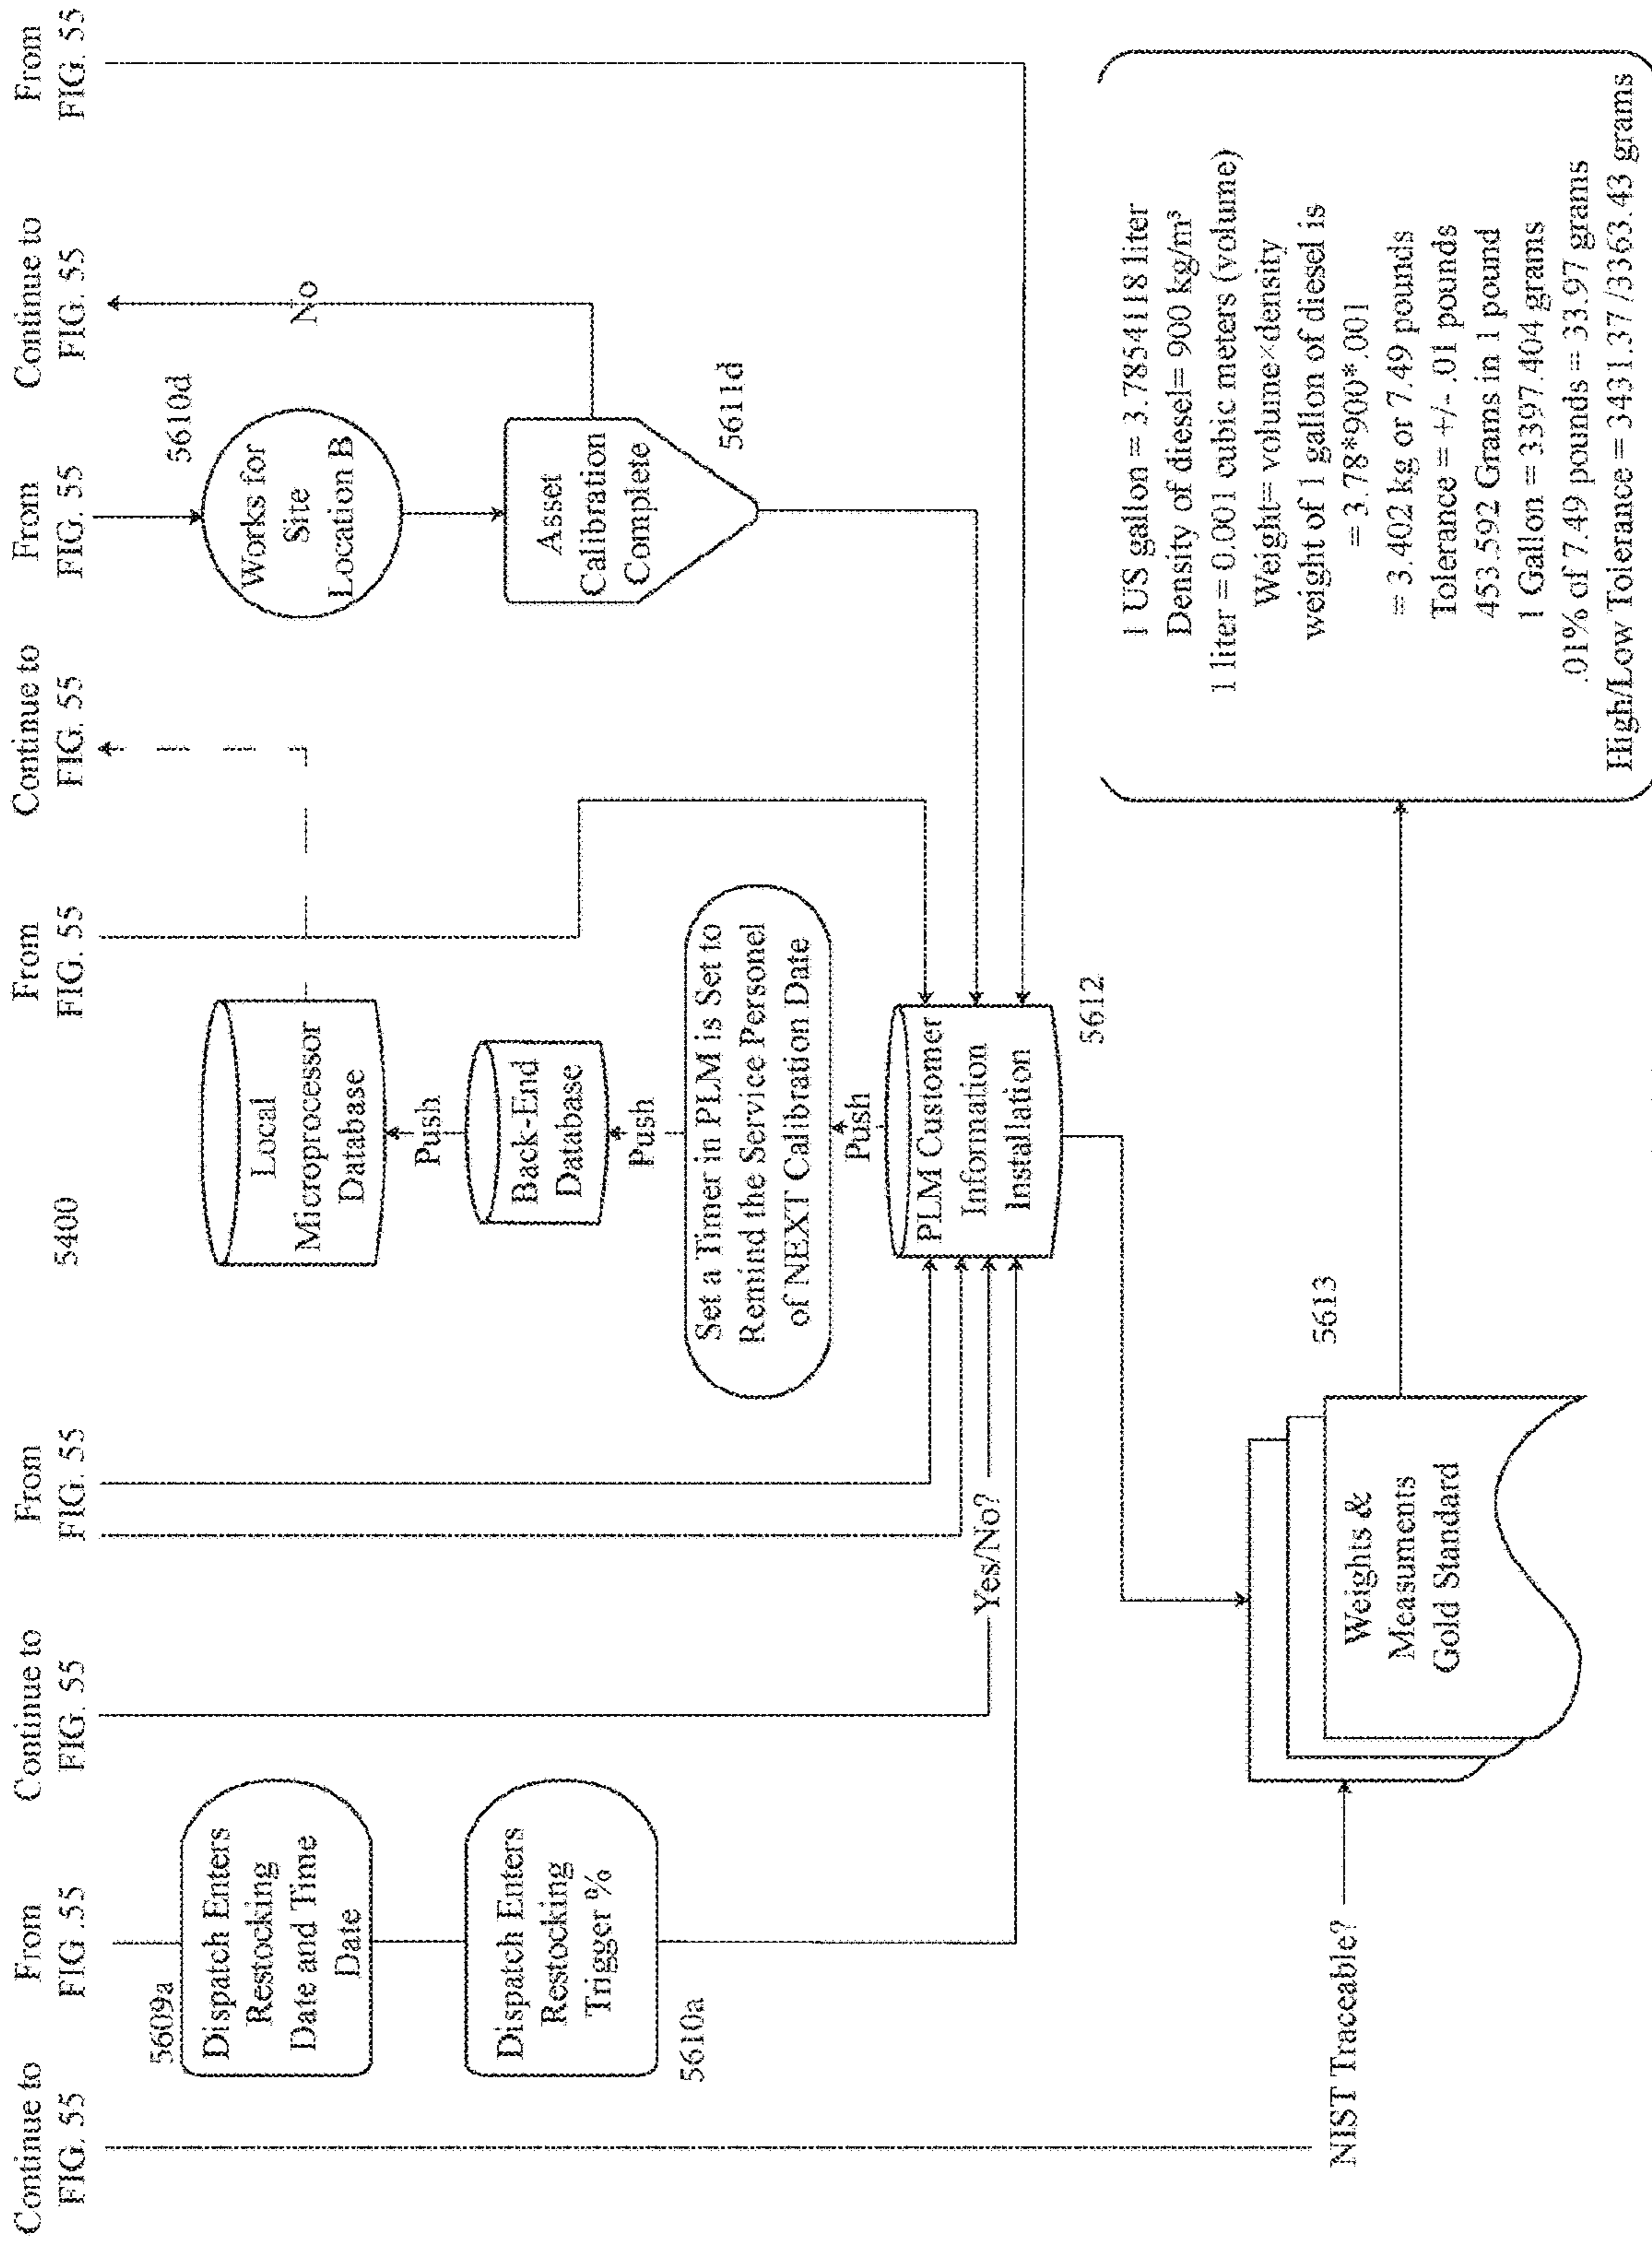 Continue to
FIG. 55
From
FIG. 55
Continue to
FIG. 55
From
FIG. 55
From
FIG. 55
Continue to
FIG. 55
From
FIG. 55
Continue to
FIG. 55
From
FIG. 55
5609a
Dispatch Enters
Restocking
Date and Time
Date
Dispatch Enters
Restocking
Trigger %
5610a
5400
Local
Microprocessor
Database
Push
Back-End
Database
Push
Set a Timer in PLM is Set to
Remind the Service Personel
of NEXT Calibration Date
Push
PLM Customer
Information
Installation
5612
5610d
Works for
Site
Location B
No
Asset
Calibration
Complete
5611d
Yes/No?
NIST Traceable?
5613
Weights &
Measuments
Gold Standard
1 US gallon = 3.7854118 liter
Density of diesel= 900 kg/m³
1 liter = 0.001 cubic meters (volume)
Weight= volume×density
weight of 1 gallon of diesel is
= 3.78*900*.001
= 3.402 kg or 7.49 pounds
Tolerance = +/- .01 pounds
453.592 Grams in 1 pound
1 Gallon = 3397.404 grams
.01% of 7.49 pounds = 33.97 grams
High/Low Tolerance = 3431.37 /3363.43 grams